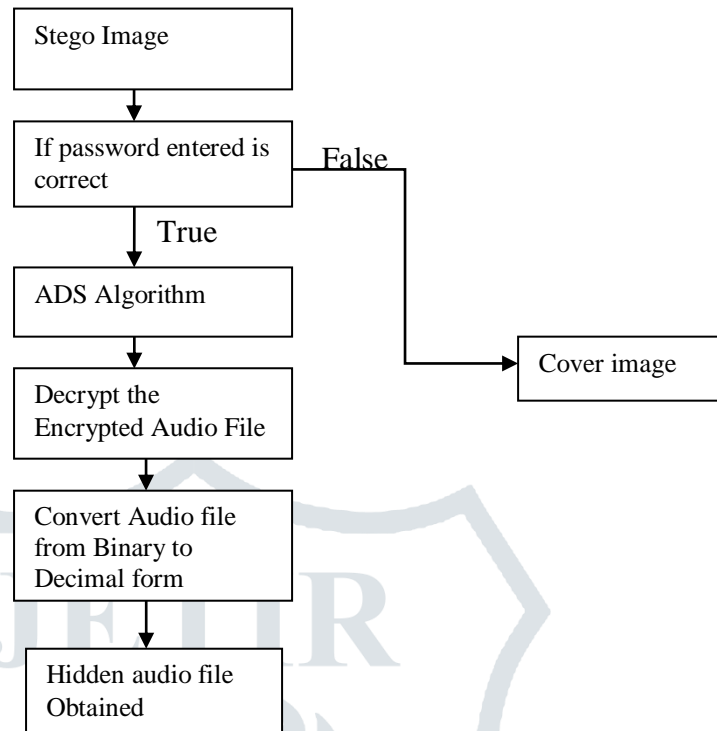 Stego Image
If password entered is
correct
False
True
ADS Algorithm
Cover image
Decrypt the
Encrypted Audio File
Convert Audio file
from Binary to
Decimal form
JETIR
Hidden audio file
Obtained